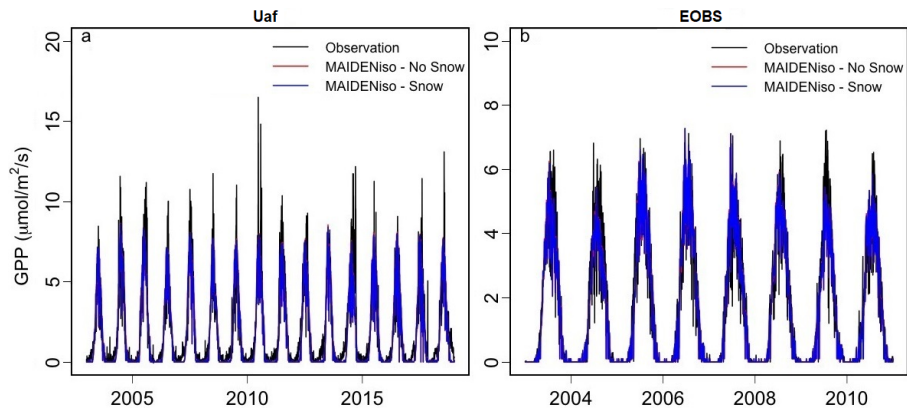 Uaf
a
Observation
MAIDENiso - No Snow
MAIDENiso - Snow
GPP (μmol/m²/s)
20
15
10
5
0
2005
2010
2015
EOBS
b
Observation
MAIDENiso - No Snow
MAIDENiso - Snow
10
8
6
4
2
0
2004
2006
2008
2010